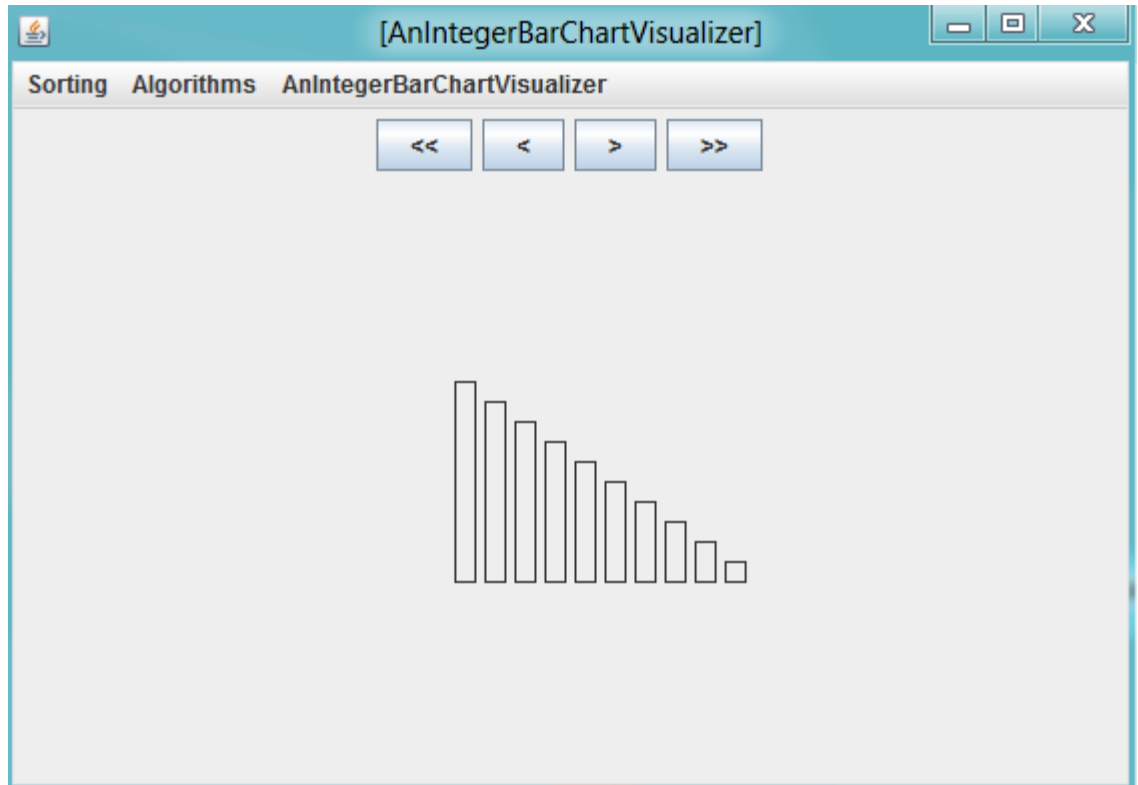 [AnIntegerBarChartVisualizer]
Sorting Algorithms AnIntegerBarChartVisualizer
<< < > >>